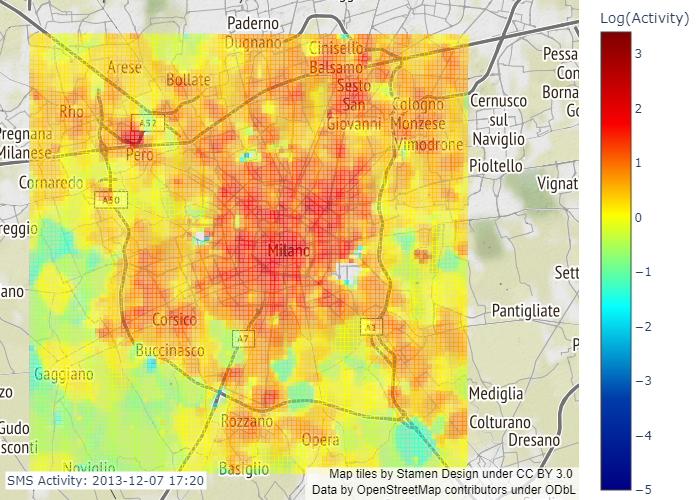 Paderno
Dugnano
Cinisello
Balsamo
Arese
Bollate
Sesto
San
Giovanni
Rho
A52
Cologno
Monzese
Vimodrone
Pero
Pregnana
Milanese
Cornaredo
A50
Cernusco
sul
Naviglio
Pioltello
Pessa
Con
Borna
Go
Vignat
reggio
Milano
Sett
ano
Pantigliate
Corsico
Buccinasco
A7
A1
P
Gaggiano
zo
Gudo
sconti
Rozzano
Opera
Mediglia
Colturano
Dresano
Noviglio
Basiglio
SMS Activity: 2013-12-07 17:20
Map tiles by Stamen Design under CC BY 3.0
Data by OpenStreetMap contributors under ODbL
Log(Activity)
3
2
1
0
−1
−2
−3
−4
−5